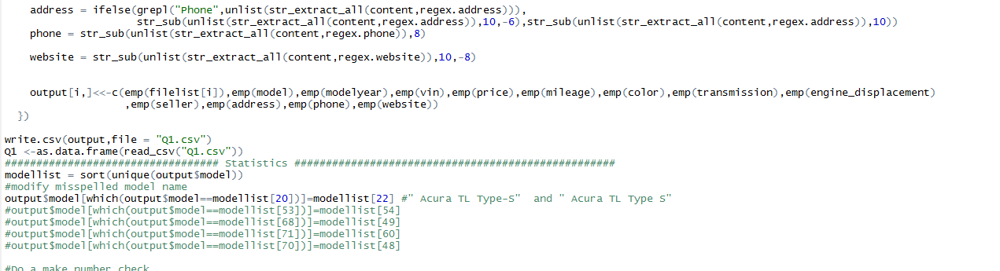 address = ifelse(grepl("Phone",unlist(str_extract_all(content,regex.address))),
str_sub(unlist(str_extract_all(content,regex.address)),10,-6),str_sub(unlist(str_extract_all(content,regex.address)),10))
phone = str_sub(unlist(str_extract_all(content,regex.phone)),8)
website = str_sub(unlist(str_extract_all(content,regex.website)),10,-8)
output[i,]<<-c(emp(filelist[i]),emp(model),emp(modelyear),emp(vin),emp(price),emp(mileage),emp(color),emp(transmission),emp(engine_displacement)
,emp(seller),emp(address),emp(phone),emp(website))
})
write.csv(output,file = "Q1.csv")
Q1 <-as.data.frame(read_csv("Q1.csv"))
################################## Statistics ###################################################
modellist = sort(unique(output$model))
#modify misspelled model name
output$model[which(output$model==modellist[20])]=modellist[22] #" Acura TL Type-S"  and " Acura TL Type S"
#output$model[which(output$model==modellist[53])]=modellist[54]
#output$model[which(output$model==modellist[68])]=modellist[49]
#output$model[which(output$model==modellist[71])]=modellist[60]
#output$model[which(output$model==modellist[70])]=modellist[48]
#Do a make number check